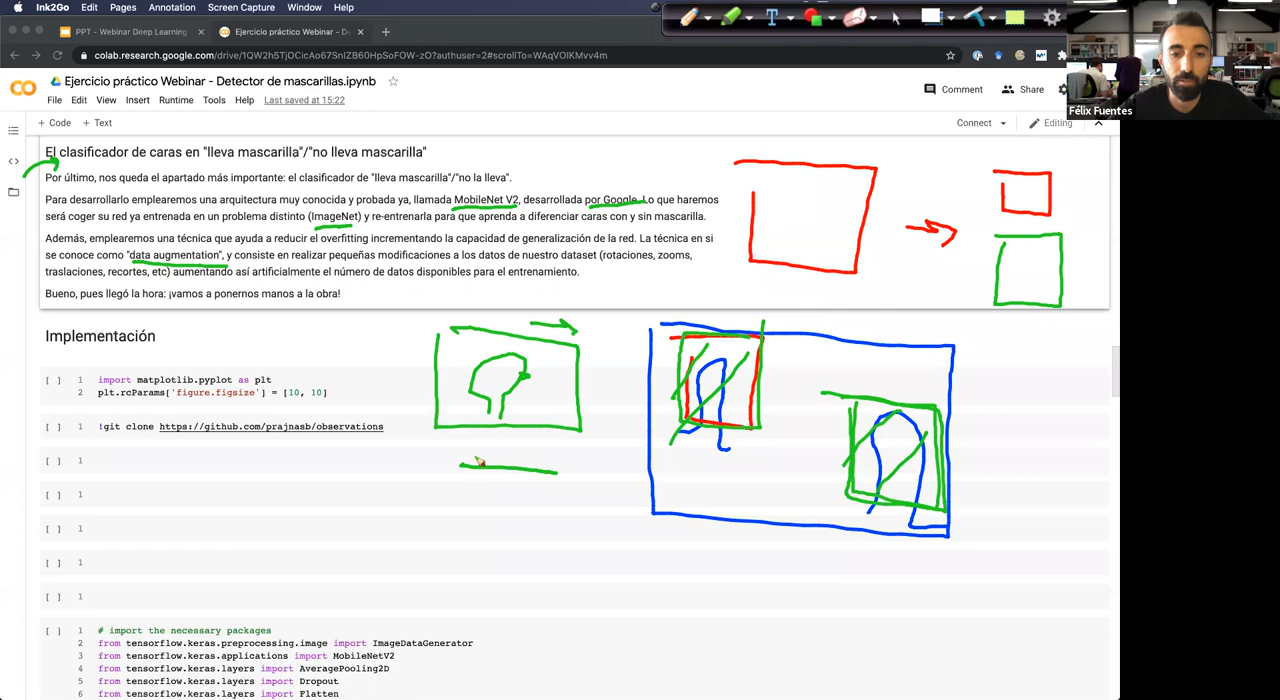 Ink2Go Edit Pages Annotation Screen Capture Window Help
PPT - Webinar Deep Learning
Ejercicio práctico Webinar - De
colab.research.google.com/drive/1QW2h5TjOCicAo67SnIZB60HpSoFOW-zO?authuser=2#scrollTo=WAqVOIKMvv4m
Ejercicio práctico Webinar - Detector de mascarillas.ipynb
Comment
Share
File Edit View Insert Runtime Tools Help Last saved at 15:22
Félix Fuentes
+ Code + Text
Connect
Editing
El clasificador de caras en "lleva mascarilla"/"no lleva mascarilla"
Por último, nos queda el apartado más importante: el clasificador de "lleva mascarilla"/"no la lleva".
Para desarrollarlo emplearemos una arquitectura muy conocida y probada ya, llamada MobileNet V2, desarrollada por Google. Lo que haremos
será coger su red ya entrenada en un problema distinto (ImageNet) y re-entrenarla para que aprenda a diferenciar caras con y sin mascarilla.
Además, emplearemos una técnica que ayuda a reducir el overfitting incrementando la capacidad de generalización de la red. La técnica en si
se conoce como "data augmentation", y consiste en realizar pequeñas modificaciones a los datos de nuestro dataset (rotaciones, zooms,
traslaciones, recortes, etc) aumentando así artificialmente el número de datos disponibles para el entrenamiento.
Bueno, pues llegó la hora: ¡vamos a ponernos manos a la obra!
Implementación
[ ] 1 import matplotlib.pyplot as plt
2 plt.rcParams['figure.figsize'] = [10, 10]
[ ] 1 !git clone https://github.com/prajnasb/observations
[ ] 1
[ ] 1
[ ] 1
[ ] 1
[ ] 1
[ ] 1 # import the necessary packages
2 from tensorflow.keras.preprocessing.image import ImageDataGenerator
3 from tensorflow.keras.applications import MobileNetV2
4 from tensorflow.keras.layers import AveragePooling2D
5 from tensorflow.keras.layers import Dropout
6 from tensorflow.keras.layers import Flatten